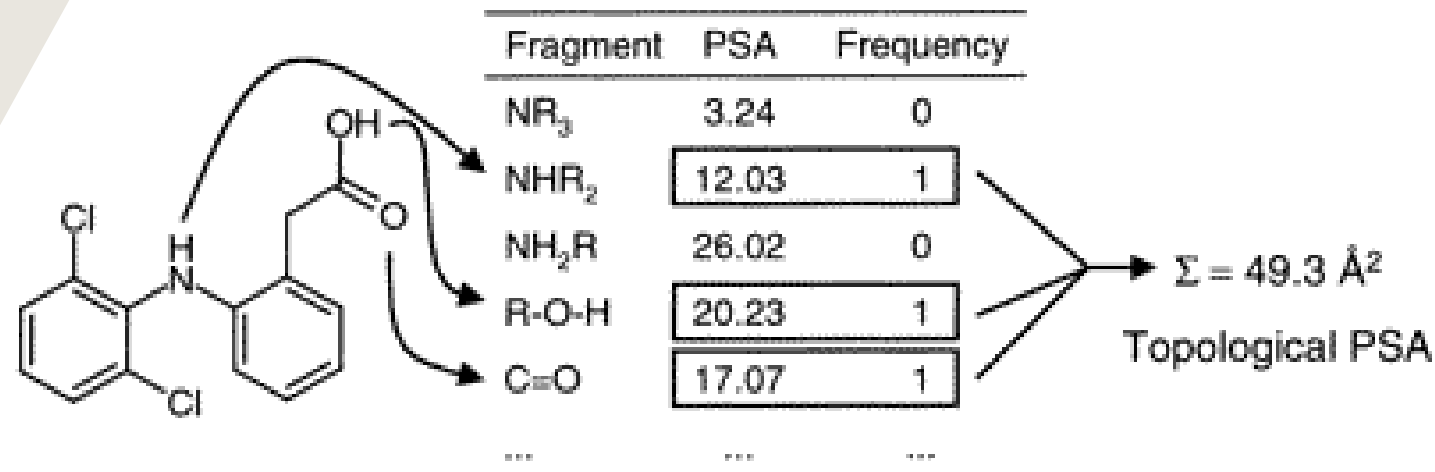 Fragment PSA Frequency
NR₃ 3.24 0
NHR₂ 12.03 1
NH₂R 26.02 0
R-O-H 20.23 1
C=O 17.07 1
... ... ...
OH
O
Cl
H
N
Cl
Σ = 49.3 Å²
Topological PSA